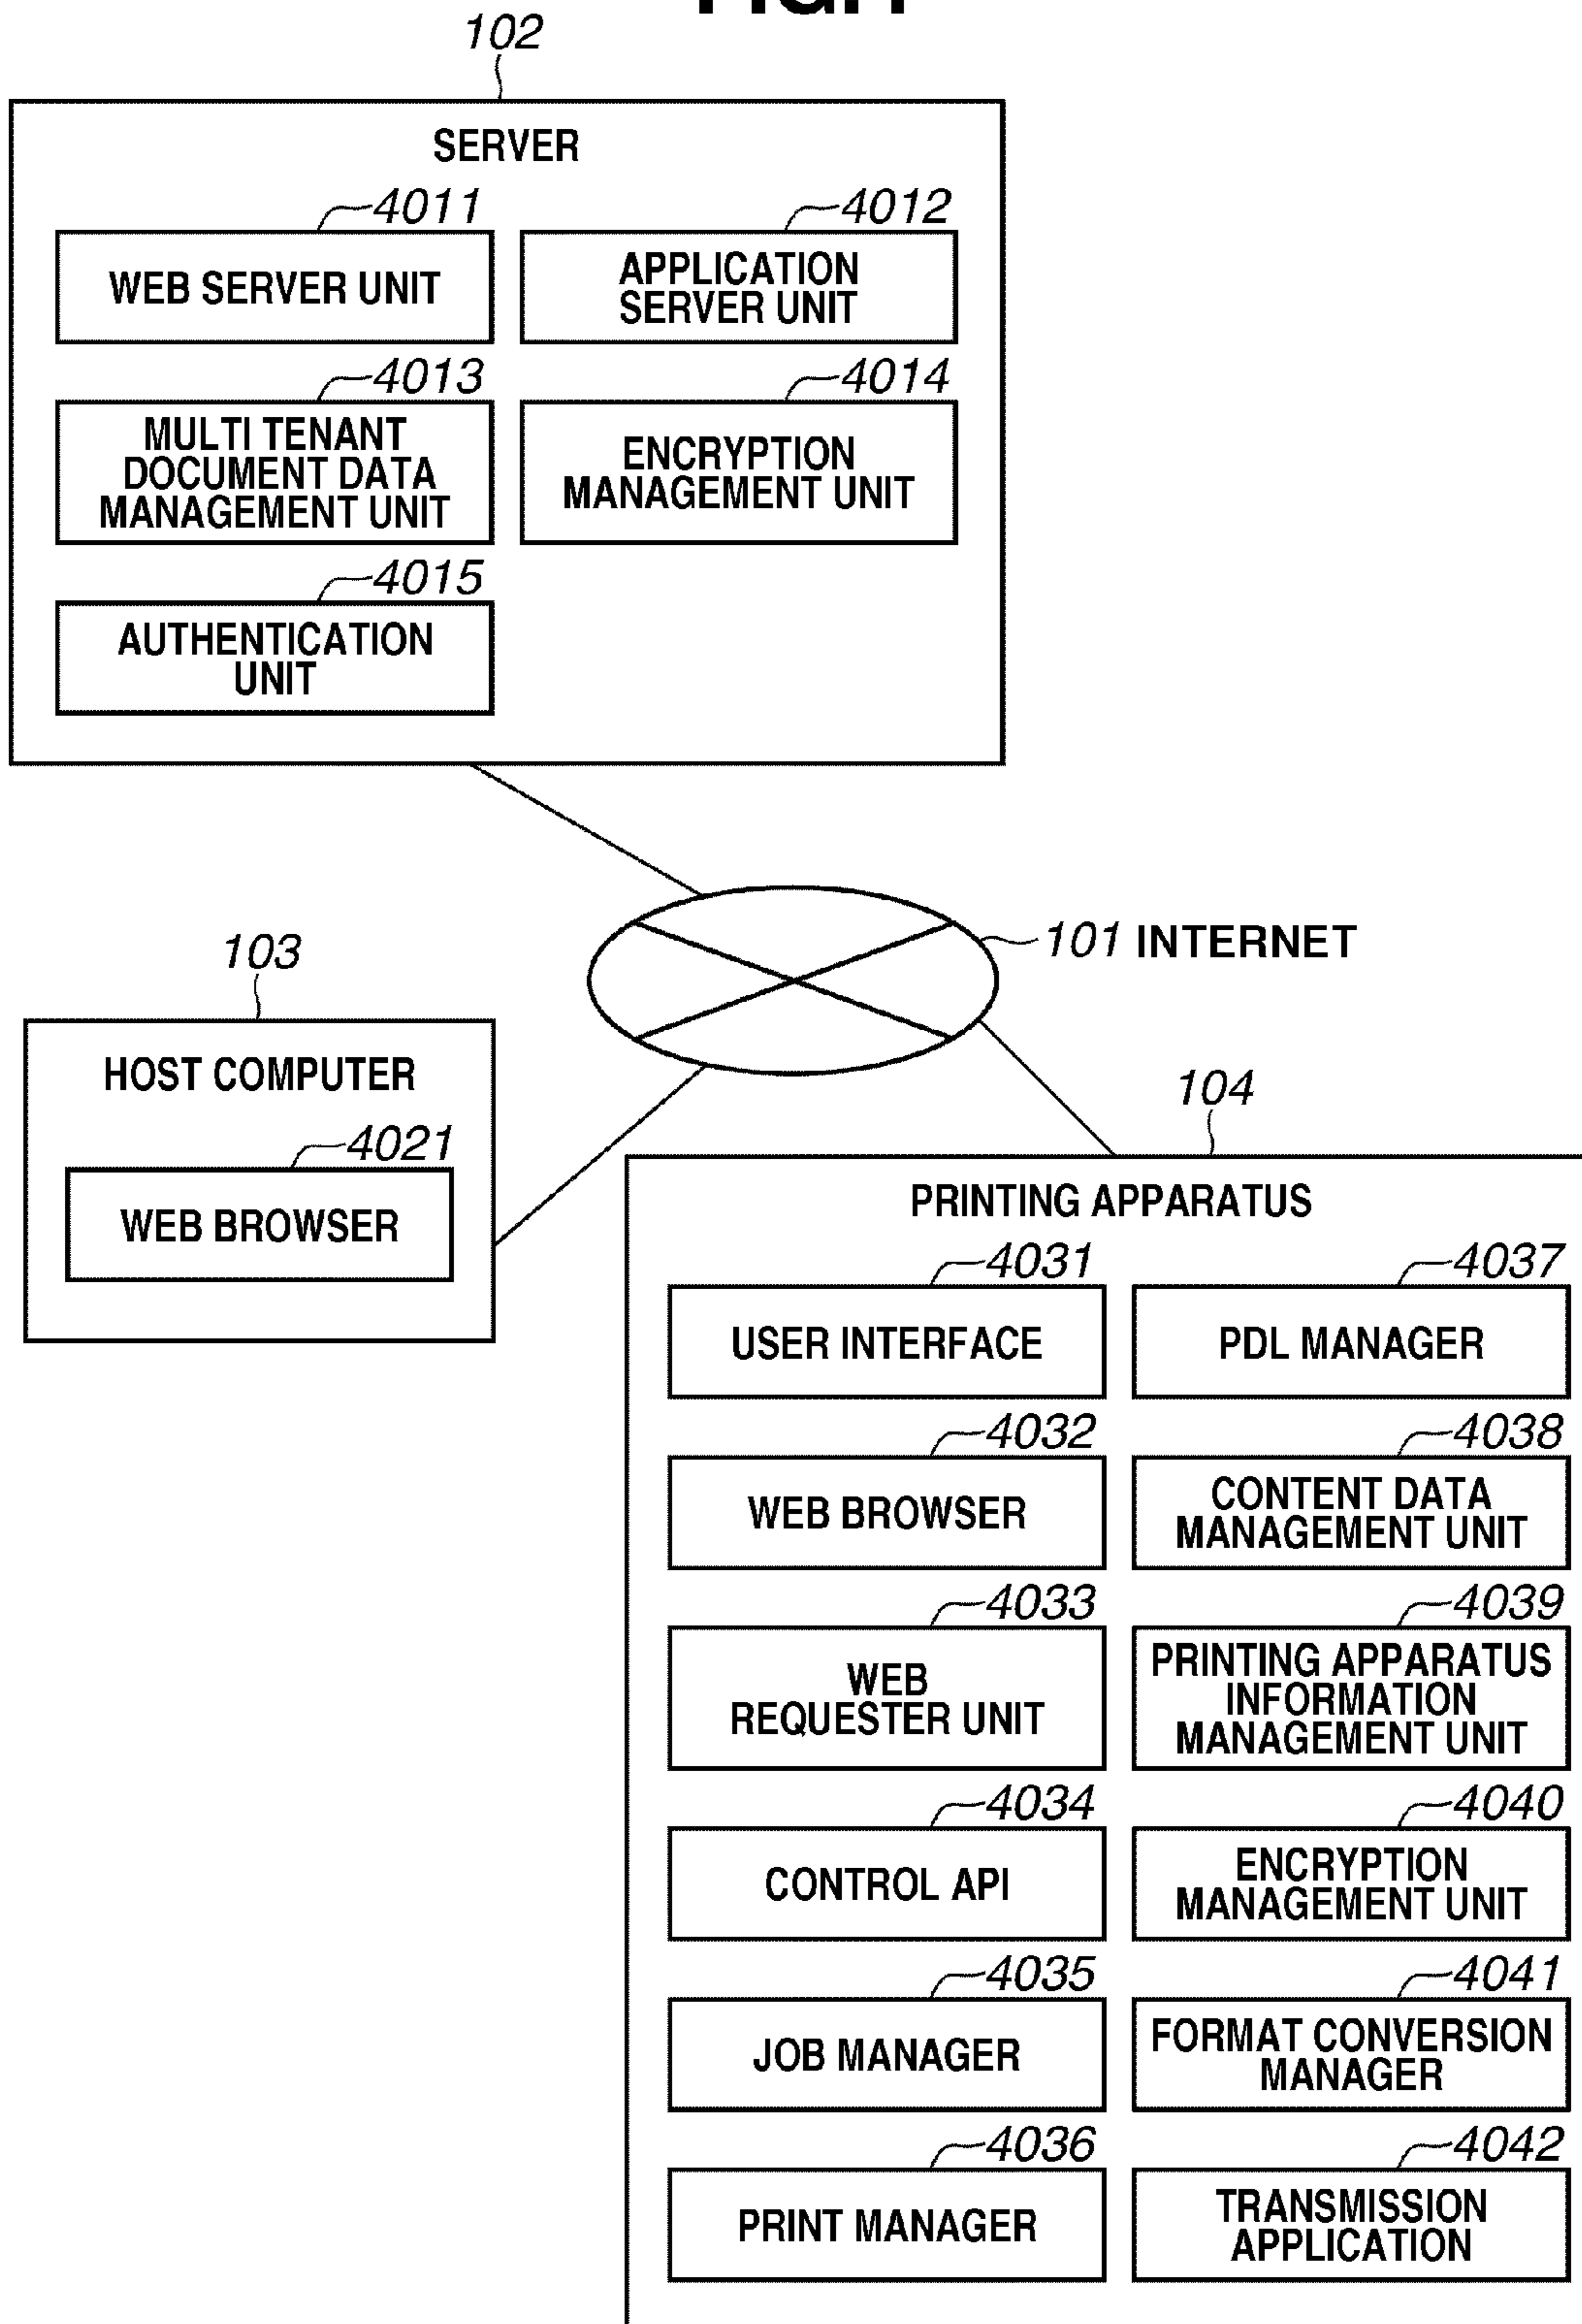 102
SERVER
4011
WEB SERVER UNIT
4012
APPLICATION
SERVER UNIT
4013
MULTI TENANT
DOCUMENT DATA
MANAGEMENT UNIT
4014
ENCRYPTION
MANAGEMENT UNIT
4015
AUTHENTICATION
UNIT
101 INTERNET
103
HOST COMPUTER
4021
WEB BROWSER
104
PRINTING APPARATUS
4031
USER INTERFACE
4037
PDL MANAGER
4032
WEB BROWSER
4038
CONTENT DATA
MANAGEMENT UNIT
4033
WEB
REQUESTER UNIT
4039
PRINTING APPARATUS
INFORMATION
MANAGEMENT UNIT
4034
CONTROL API
4040
ENCRYPTION
MANAGEMENT UNIT
4035
JOB MANAGER
4041
FORMAT CONVERSION
MANAGER
4036
PRINT MANAGER
4042
TRANSMISSION
APPLICATION